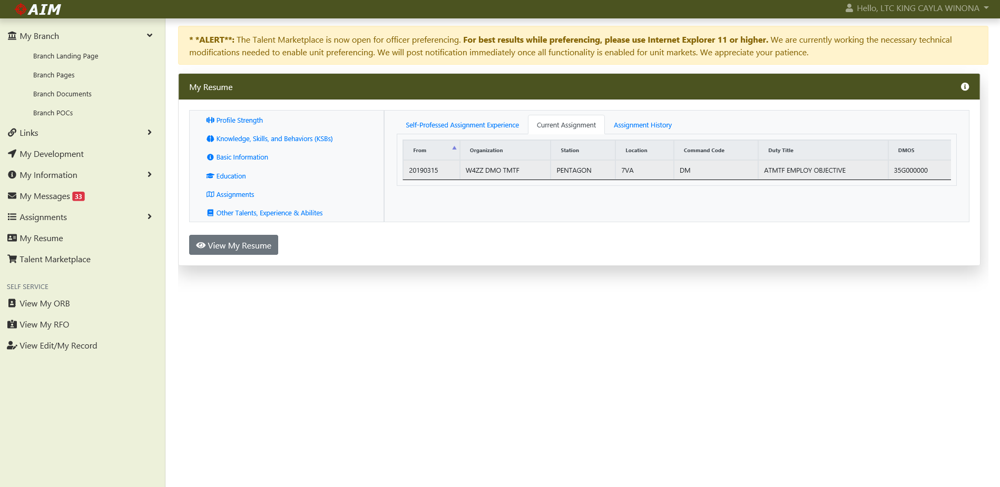 AIM
Hello, LTC KING CAYLA WINONA
My Branch
Branch Landing Page
Branch Pages
Branch Documents
Branch POCs
Links
My Development
My Information
My Messages 33
Assignments
My Resume
Talent Marketplace
SELF SERVICE
View My ORB
View My RFO
View Edit/My Record
* *ALERT**: The Talent Marketplace is now open for officer preferencing. For best results while preferencing, please use Internet Explorer 11 or higher. We are currently working the necessary technical
modifications needed to enable unit preferencing. We will post notification immediately once all functionality is enabled for unit markets. We appreciate your patience.
My Resume
Profile Strength
Knowledge, Skills, and Behaviors (KSBs)
Basic Information
Education
Assignments
Other Talents, Experience & Abilites
Self-Professed Assignment Experience Current Assignment Assignment History
From Organization Station Location Command Code Duty Title DMOS
20190315 W4ZZ DMO TMTF PENTAGON 7VA DM ATMTF EMPLOY OBJECTIVE 35G000000
View My Resume